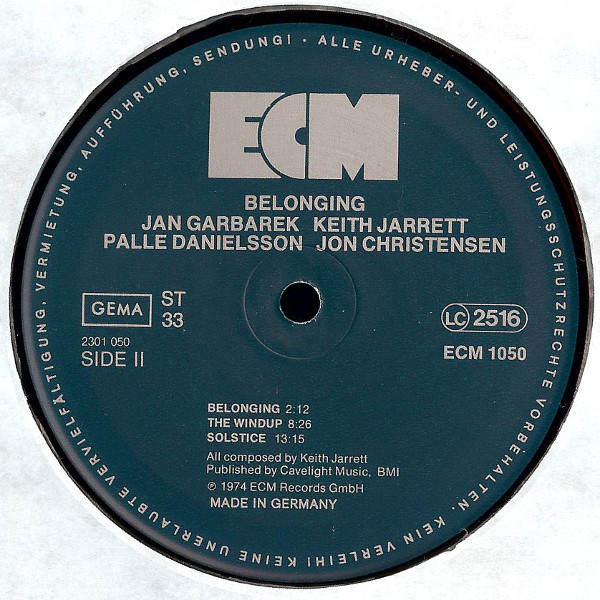 ALLE URHEBER- UND LEISTUNGSSCHUTZRECHTE VORBEHALTEN. KEIN VERLEIH! KEINE UNERLAUBTE VERVIELFÄLTIGUNG, VERMIETUNG, AUFFÜHRUNG, SENDUNG! ·
ECM
BELONGING
JAN GARBAREK KEITH JARRETT
PALLE DANIELSSON JON CHRISTENSEN
GEMA
ST
33
LC 2516
2301 050
SIDE II
ECM 1050
BELONGING 2:12
THE WINDUP 8:26
SOLSTICE 13:15
All composed by Keith Jarrett
Published by Cavelight Music, BMI
℗ 1974 ECM Records GmbH
MADE IN GERMANY